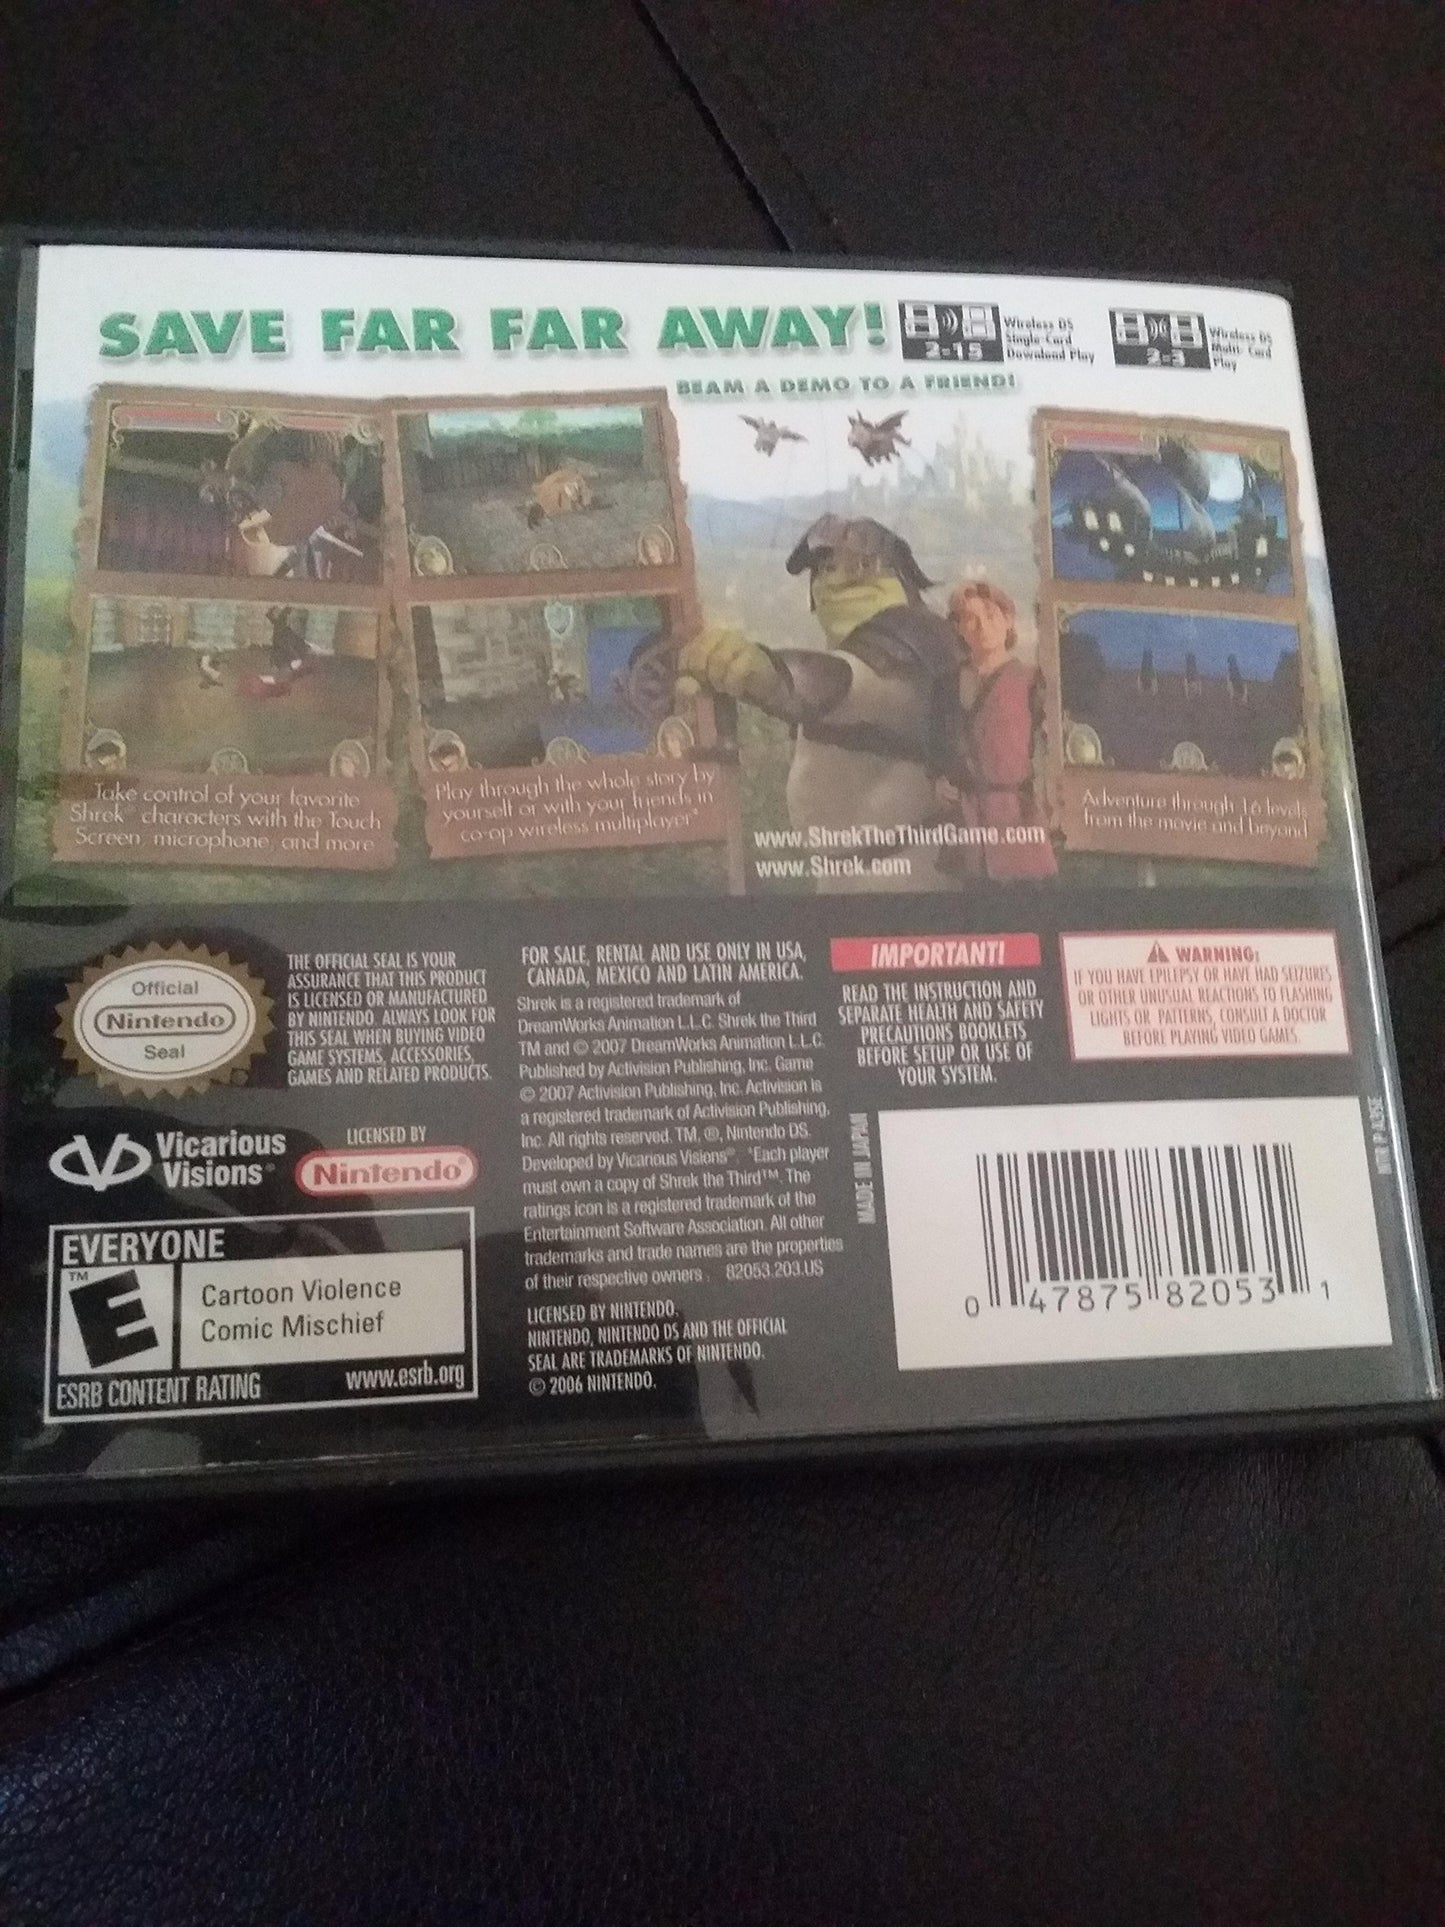 SAVE FAR FAR AWAY!
2-15
Wireless DS
Single-Card
Download Play
2-3
Wireless DS
Multi-Card
Play
BEAM A DEMO TO A FRIEND!
Take control of your favorite
Shrek™ characters with the Touch
Screen, microphone, and more
Play through the whole story by
yourself or with your friends in
co-op wireless multiplayer*
www.ShrekTheThirdGame.com
www.Shrek.com
Adventure through 16 levels
from the movie and beyond
Official
Nintendo
Seal
THE OFFICIAL SEAL IS YOUR
ASSURANCE THAT THIS PRODUCT
IS LICENSED OR MANUFACTURED
BY NINTENDO. ALWAYS LOOK FOR
THIS SEAL WHEN BUYING VIDEO
GAME SYSTEMS, ACCESSORIES,
GAMES AND RELATED PRODUCTS.
Vicarious
Visions®
LICENSED BY
Nintendo®
EVERYONE
™
E
Cartoon Violence
Comic Mischief
ESRB CONTENT RATING
www.esrb.org
FOR SALE, RENTAL AND USE ONLY IN USA,
CANADA, MEXICO AND LATIN AMERICA.
Shrek is a registered trademark of
DreamWorks Animation L.L.C. Shrek the Third
TM and © 2007 DreamWorks Animation L.L.C.
Published by Activision Publishing, Inc. Game
© 2007 Activision Publishing, Inc. Activision is
a registered trademark of Activision Publishing,
Inc. All rights reserved. TM, ®, Nintendo DS.
Developed by Vicarious Visions®. *Each player
must own a copy of Shrek the Third™. The
ratings icon is a registered trademark of the
Entertainment Software Association. All other
trademarks and trade names are the properties
of their respective owners. 82053.203.US
LICENSED BY NINTENDO.
NINTENDO, NINTENDO DS AND THE OFFICIAL
SEAL ARE TRADEMARKS OF NINTENDO.
© 2006 NINTENDO.
IMPORTANT!
READ THE INSTRUCTION AND
SEPARATE HEALTH AND SAFETY
PRECAUTIONS BOOKLETS
BEFORE SETUP OR USE OF
YOUR SYSTEM.
WARNING:
IF YOU HAVE EPILEPSY OR HAVE HAD SEIZURES
OR OTHER UNUSUAL REACTIONS TO FLASHING
LIGHTS OR PATTERNS, CONSULT A DOCTOR
BEFORE PLAYING VIDEO GAMES.
MADE IN JAPAN
0 47875 82053 1